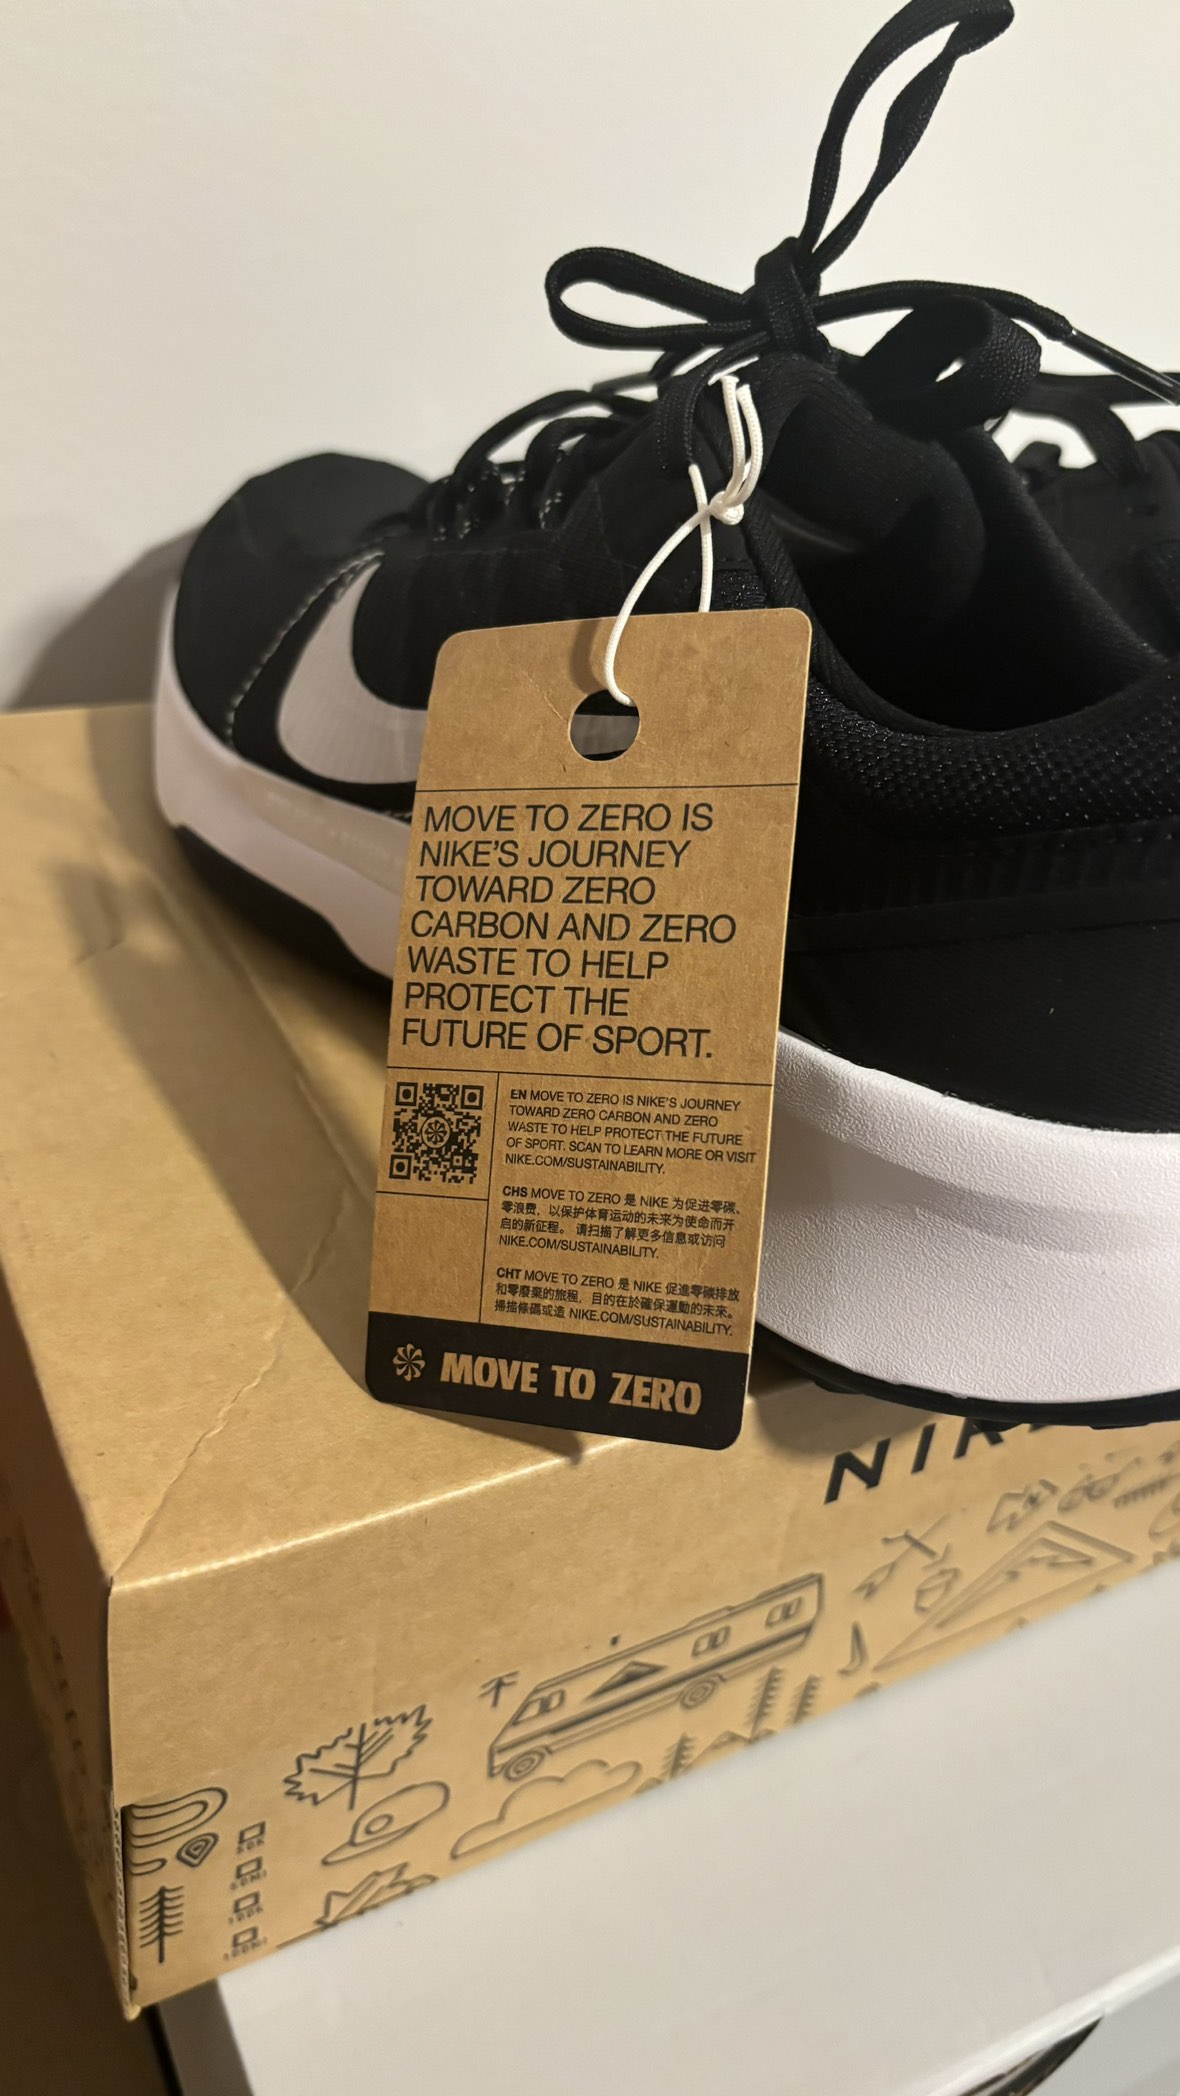 MOVE TO ZERO IS
NIKE'S JOURNEY
TOWARD ZERO
CARBON AND ZERO
WASTE TO HELP
PROTECT THE
FUTURE OF SPORT.
EN MOVE TO ZERO IS NIKE'S JOURNEY
TOWARD ZERO CARBON AND ZERO
WASTE TO HELP PROTECT THE FUTURE
OF SPORT. SCAN TO LEARN MORE OR VISIT
NIKE.COM/SUSTAINABILITY.
CHS MOVE TO ZERO 是 NIKE 为促进零碳、
零浪费，以保护体育运动的未来为使命而开
启的新征程。 请扫描了解更多信息或访问
NIKE.COM/SUSTAINABILITY.
CHT MOVE TO ZERO 是 NIKE 促進零碳排放
和零廢棄的旅程，目的在於確保運動的未來。
掃描條碼或造 NIKE.COM/SUSTAINABILITY.
MOVE TO ZERO
50K
50MI
100K
100MI